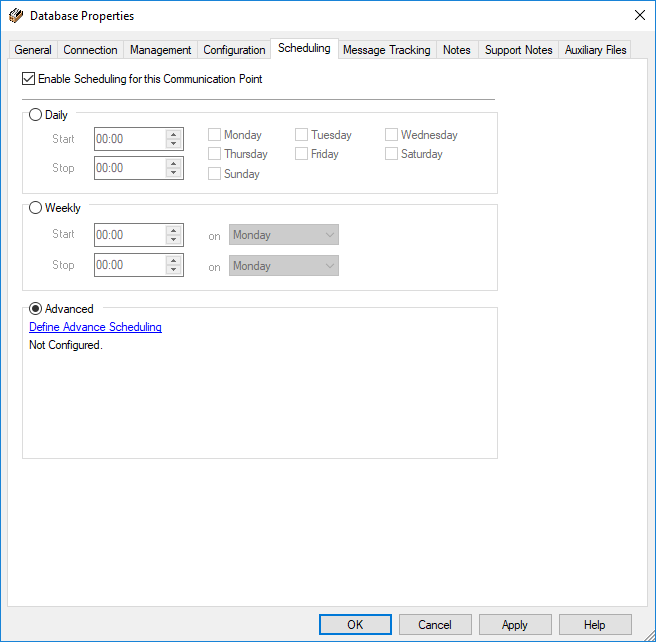 Database Properties
General Connection Management Configuration Scheduling Message Tracking Notes Support Notes Auxiliary Files
Enable Scheduling for this Communication Point
Daily
Start 00:00 Monday Tuesday Wednesday
Thursday Friday Saturday
Stop 00:00
Sunday
Weekly
Start 00:00 on Monday
Stop 00:00 on Monday
Advanced
Define Advance Scheduling
Not Configured.
OK Cancel Apply Help